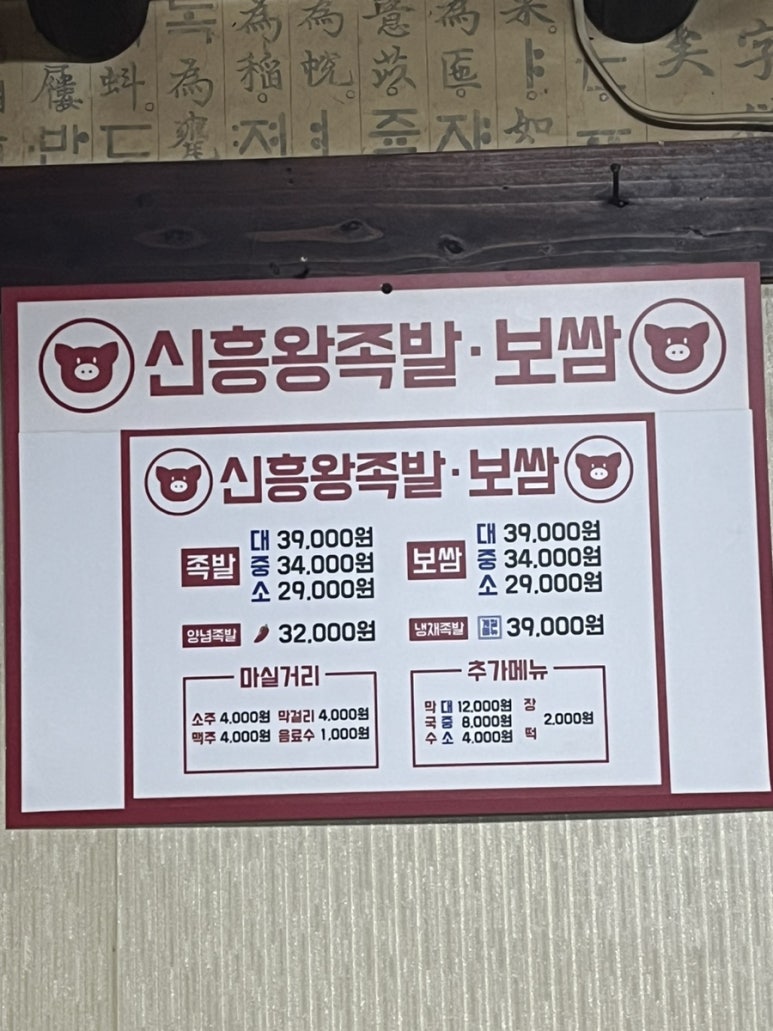 신흥왕족발·보쌈
신흥왕족발·보쌈
족발
대 39,000원
중 34,000원
소 29,000원
보쌈
대 39,000원
중 34,000원
소 29,000원
양념족발 32,000원
냉채족발 계절메뉴 39,000원
마실거리
소주 4,000원 막걸리 4,000원
맥주 4,000원 음료수 1,000원
추가메뉴
막국수
대 12,000원
중 8,000원
소 4,000원
장떡 2,000원